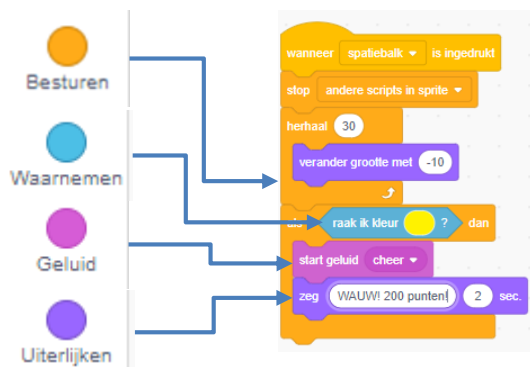 Besturen
Waarnemen
Geluid
Uiterlijken
wanneer spatiebalk is ingedrukt
stop andere scripts in sprite
herhaal 30
verander grootte met -10
als raak ik kleur ? dan
start geluid cheer
zeg WAUW! 200 punten! 2 sec.